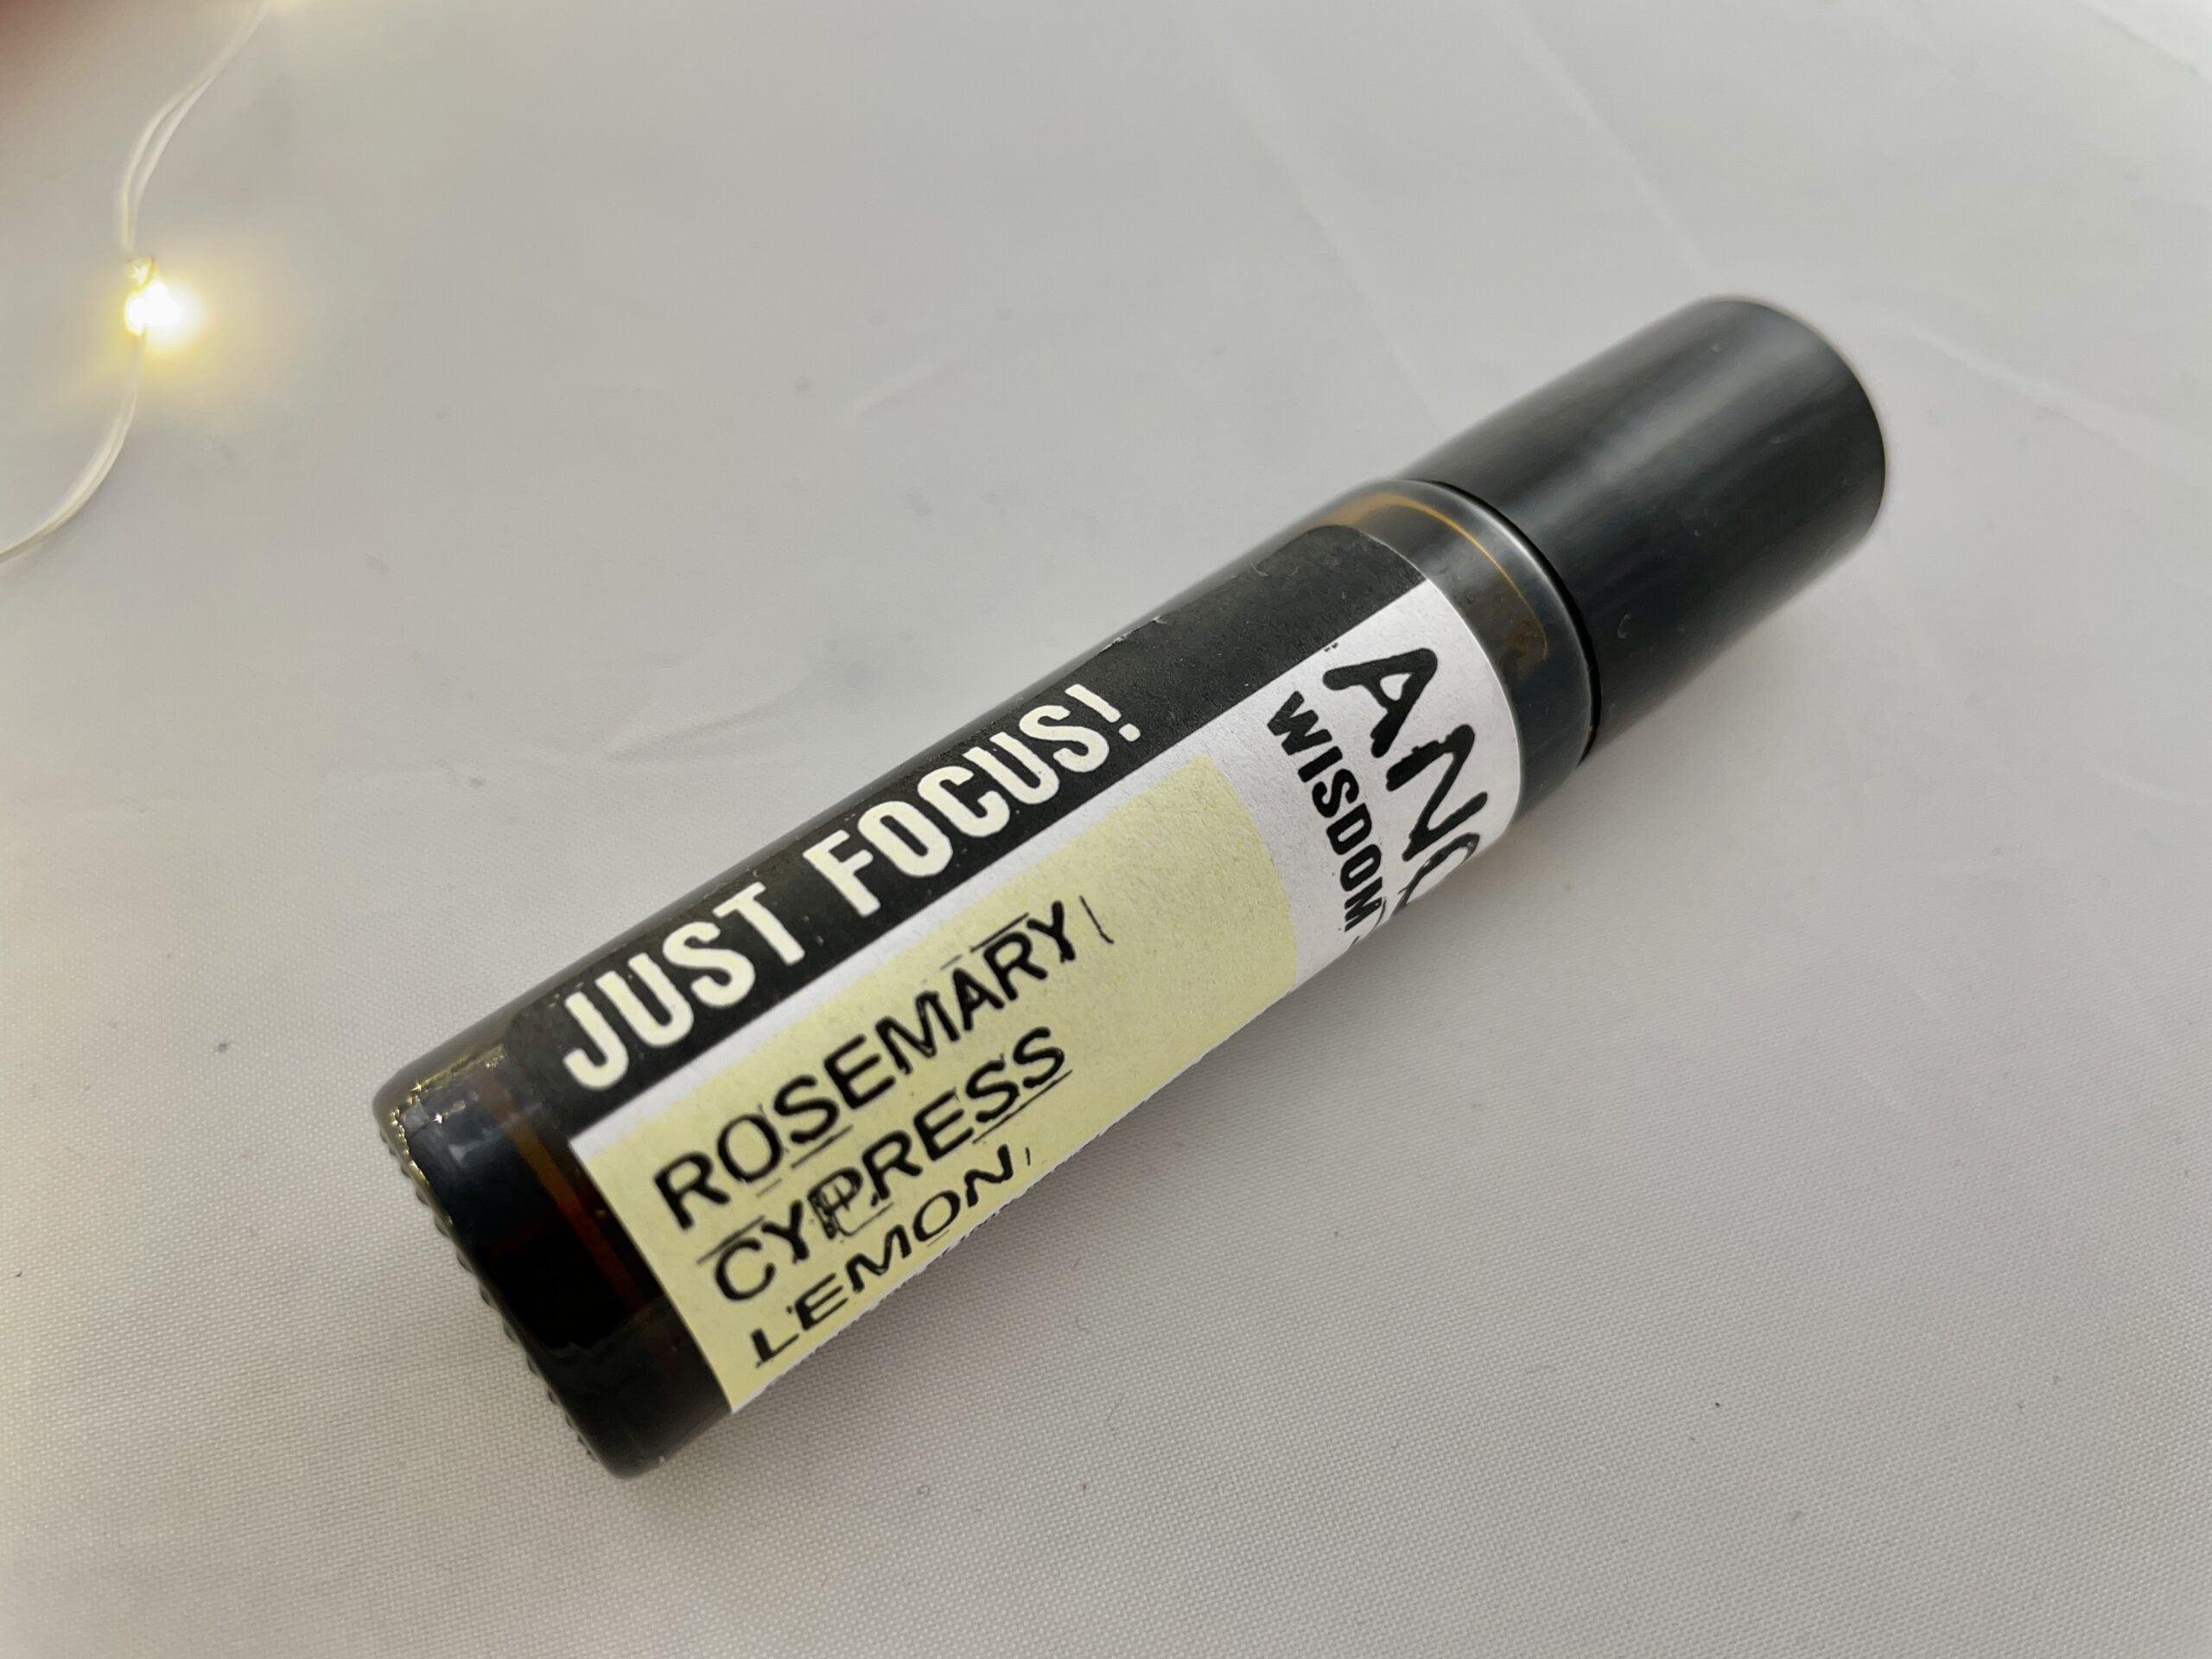 JUST FOCUS!
ROSEMARY
CYPRESS
LEMON
WISDOM